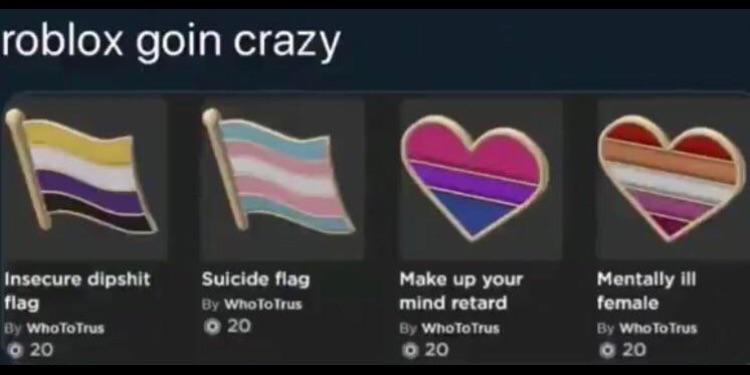 roblox goin crazy
Insecure dipshit
flag
By WhoToTrus
20
Suicide flag
By WhoToTrus
20
Make up your
mind retard
By WhoToTrus
20
Mentally ill
female
By WhoToTrus
20